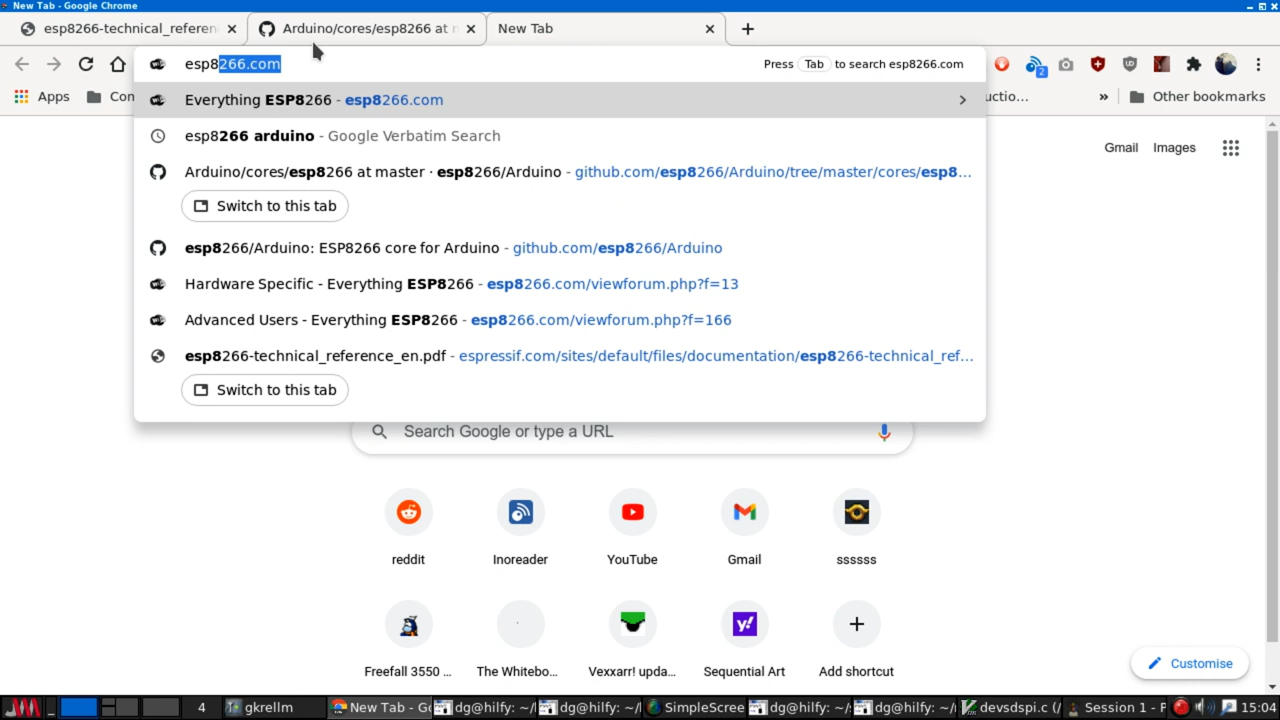 New Tab - Google Chrome
esp8266-technical_referen
Arduino/cores/esp8266 at n
New Tab
esp8266.com
Press Tab to search esp8266.com
2
Everything ESP8266 - esp8266.com
Apps
Con
uctio...
»
Other bookmarks
esp8266 arduino - Google Verbatim Search
Gmail
Images
Arduino/cores/esp8266 at master · esp8266/Arduino - github.com/esp8266/Arduino/tree/master/cores/esp8...
Switch to this tab
esp8266/Arduino: ESP8266 core for Arduino - github.com/esp8266/Arduino
Hardware Specific - Everything ESP8266 - esp8266.com/viewforum.php?f=13
Advanced Users - Everything ESP8266 - esp8266.com/viewforum.php?f=166
esp8266-technical_reference_en.pdf - espressif.com/sites/default/files/documentation/esp8266-technical_ref...
Switch to this tab
Search Google or type a URL
reddit
Inoreader
YouTube
Gmail
ssssss
Freefall 3550 ...
The Whitebo...
Vexxarr! upda...
Sequential Art
Add shortcut
Customise
4
gkrellm
New Tab - Go
dg@hilfy: ~/
dg@hilfy: ~/l
SimpleScree
dg@hilfy: ~/
dg@hilfy: ~/
devsdspi.c (/
Session 1 - P
15:04